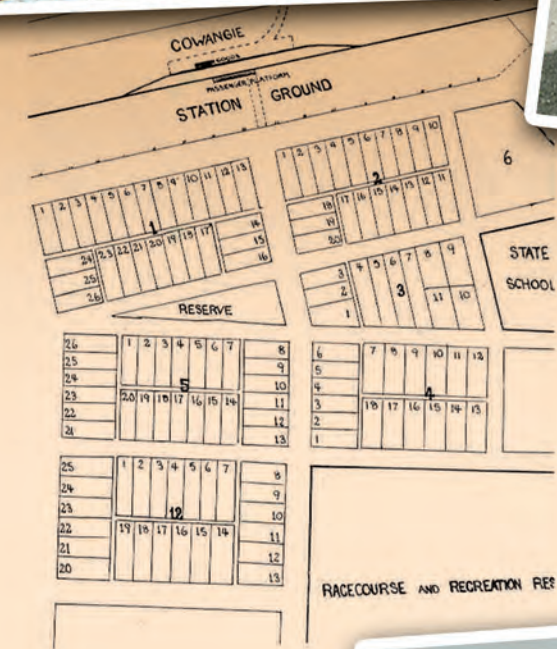 COWANGIE
GOODS
PASSENGER PLATFORM
STATION GROUND
1 2 3 4 5 6 7 8 9 10 11 12 13
1
24 23 22 21 20 19 18 17 14
25 15
26 16
1 2 3 4 5 6 7 8 9 10
2
18 17 16 15 14 13 12 11
19
20
6
STATE
SCHOOL
3 4 5 6 7 8 9
2 3
1 11 10
RESERVE
26 1 2 3 4 5 6 7 8
25 9
24 5 10
23 20 19 18 17 16 15 14 11
22 12
21 13
6 7 8 9 10 11 12
5
4 4
3 18 17 16 15 14 13
2
1
25 1 2 3 4 5 6 7 8
24 9
23 12 10
22 19 18 17 16 15 14 11
21 12
20 13
RACECOURSE AND RECREATION RES